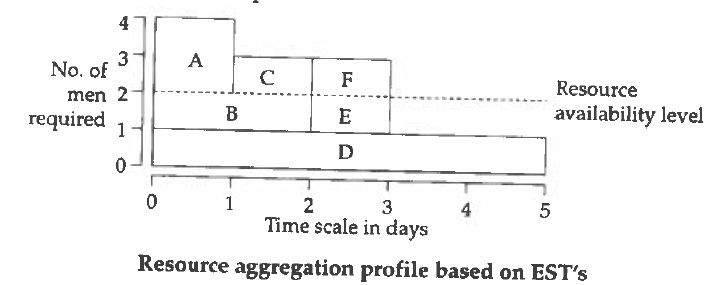 4
3
2
1
0
No. of
men
required
A
B
C
F
E
D
Resource
availability level
0 1 2 3 4 5
Time scale in days
Resource aggregation profile based on EST's